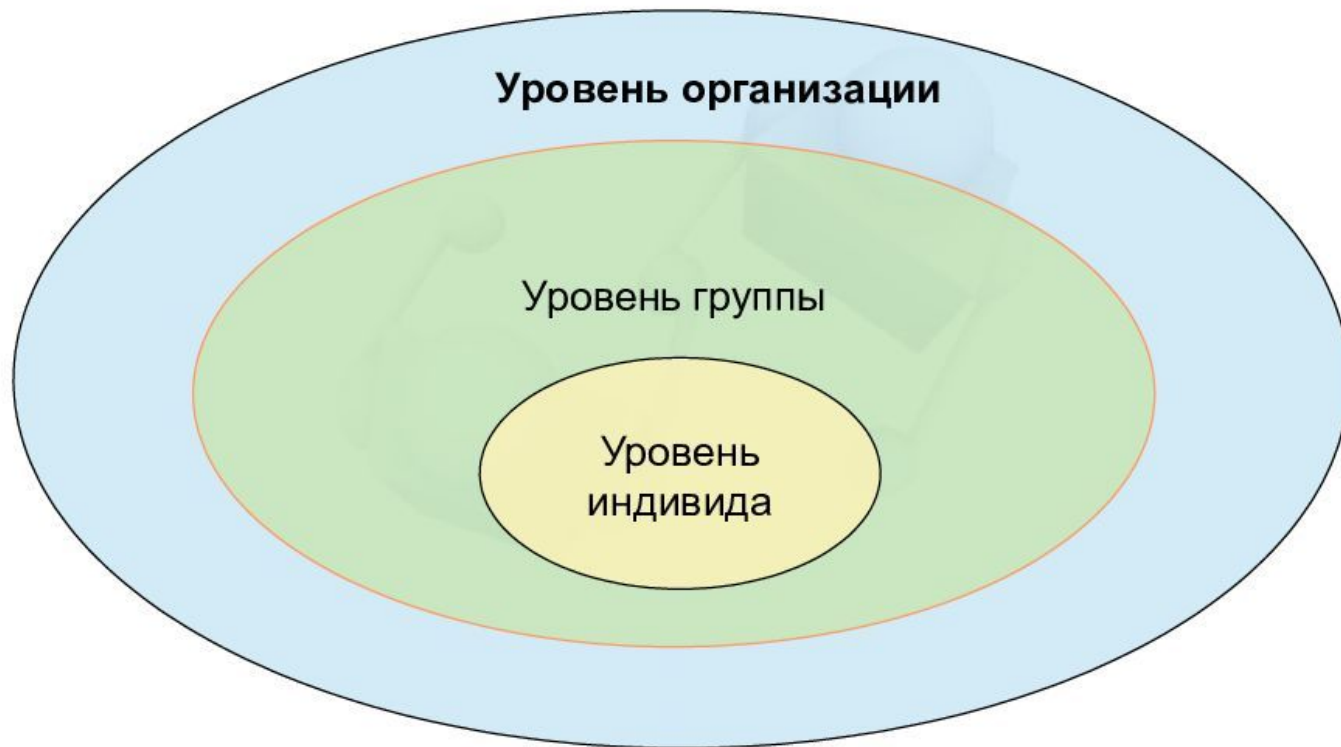 Уровень организации
Уровень группы
Уровень
индивида